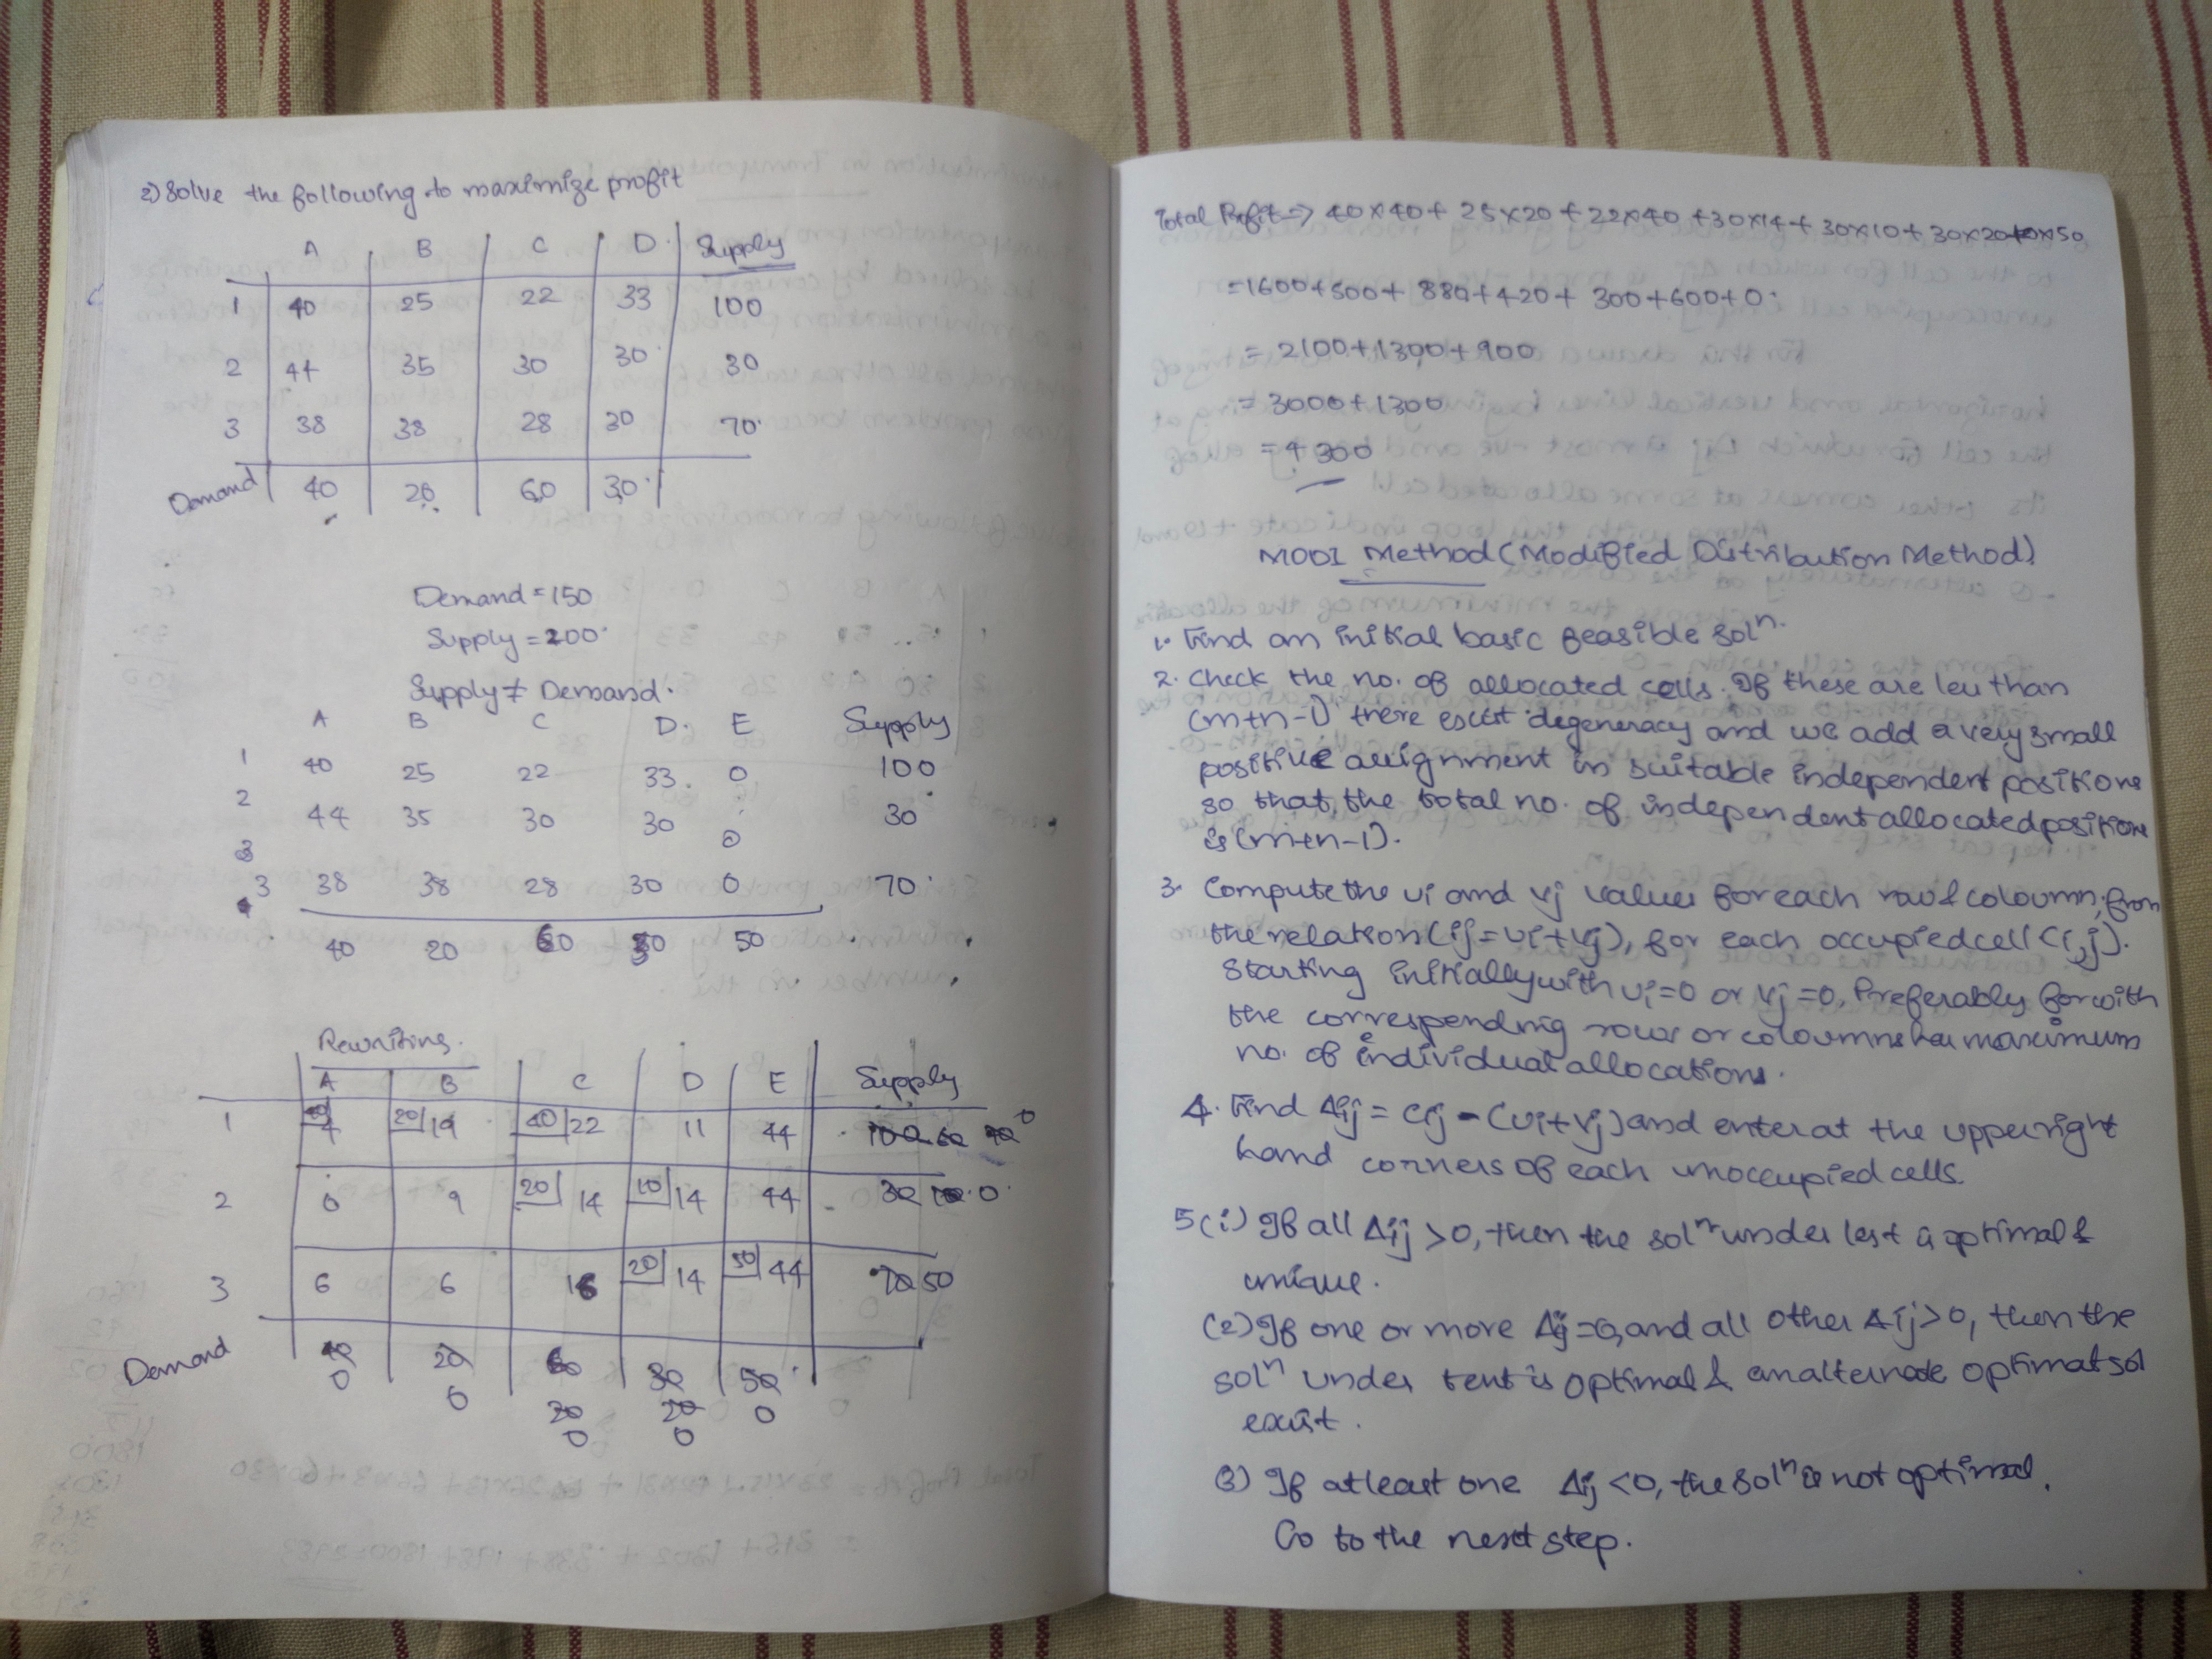 2) Solve the following to maximize profit
A B C D Supply
1 40 25 22 33 100
2 44 35 30 30 30
3 38 38 28 30 70
Demand 40 20 60 30
Demand = 150
Supply = 200
Supply ≠ Demand.
A B C D E Supply
1 40 25 22 33 0 100
2 44 35 30 30 0 30
3 38 38 28 30 0 70
40 20 60 30 50
Rewriting.
A B C D E Supply
1 40 4 20 19 40 22 11 44 100 60 40 0
2 0 9 20 14 10 14 44 30 10 0
3 6 6 16 20 14 50 44 70 50
Demand 40 20 60 30 50
0 0 20 20 0
0 0
Total Profit => 40×40 + 25×20 + 22×40 + 30×14 + 30×10 + 30×20 + 0×50
= 1600 + 500 + 880 + 420 + 300 + 600 + 0
= 2100 + 1300 + 900
= 3000 + 1300
= 4300
MODI Method (Modified Distribution Method)
1. Find an initial basic feasible solⁿ.
2. Check the no. of allocated cells. If these are less than
(m+n-1) there exist degeneracy and we add a very small
positive assignment in suitable independent positions
so that, the total no. of independent allocated positions
is (m+n-1).
3. Compute the ui and vj values for each row & coloumn, from
the relation (ij = ui + vj), for each occupied cell (i,j).
Starting initially with ui=0 or vj=0, Preferably for with
the corresponding rows or coloumns has maximum
no. of individual allocations.
4. Find Δij = Cij - (ui + vj) and enter at the upper right
hand corners of each unoccupied cells.
5 (i) If all Δij > 0, then the solⁿ under test is optimal &
unique.
(2) If one or more Δij = 0, and all other Δij > 0, then the
solⁿ under test is optimal & an alternate optimal sol
exist.
(3) If atleast one Δij < 0, the solⁿ is not optimal.
Go to the next step.